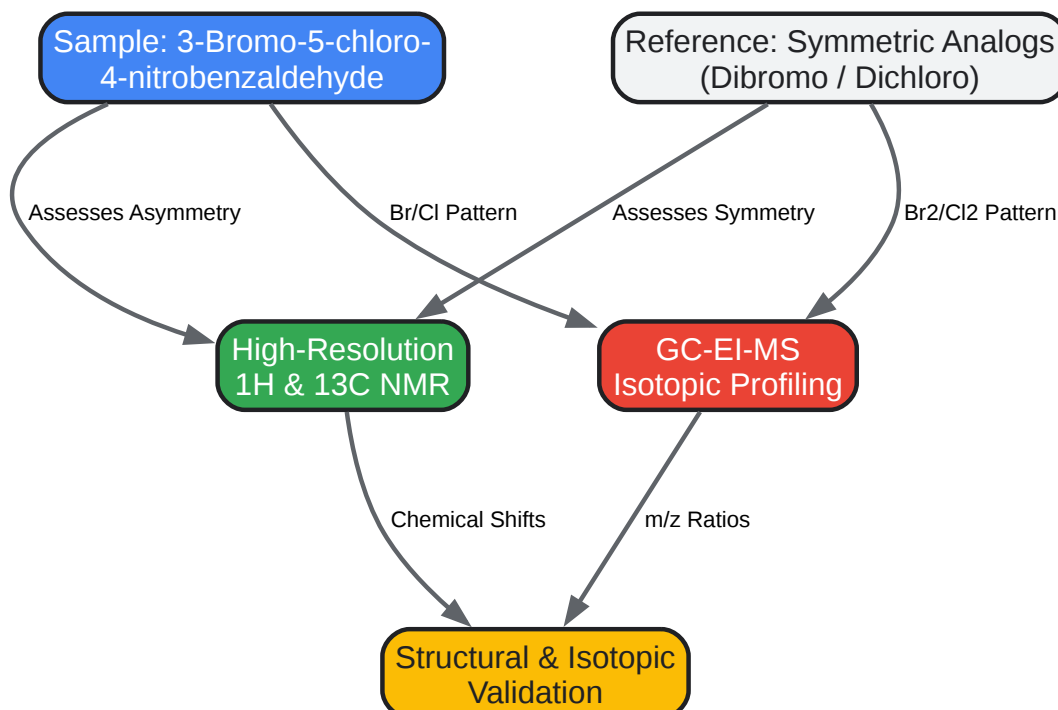 Sample: 3-Bromo-5-chloro-
4-nitrobenzaldehyde
Reference: Symmetric Analogs
(Dibromo / Dichloro)
Assesses Asymmetry
Br/Cl Pattern
Assesses Symmetry
Br2/Cl2 Pattern
High-Resolution
1H & 13C NMR
GC-EI-MS
Isotopic Profiling
Chemical Shifts
m/z Ratios
Structural & Isotopic
Validation